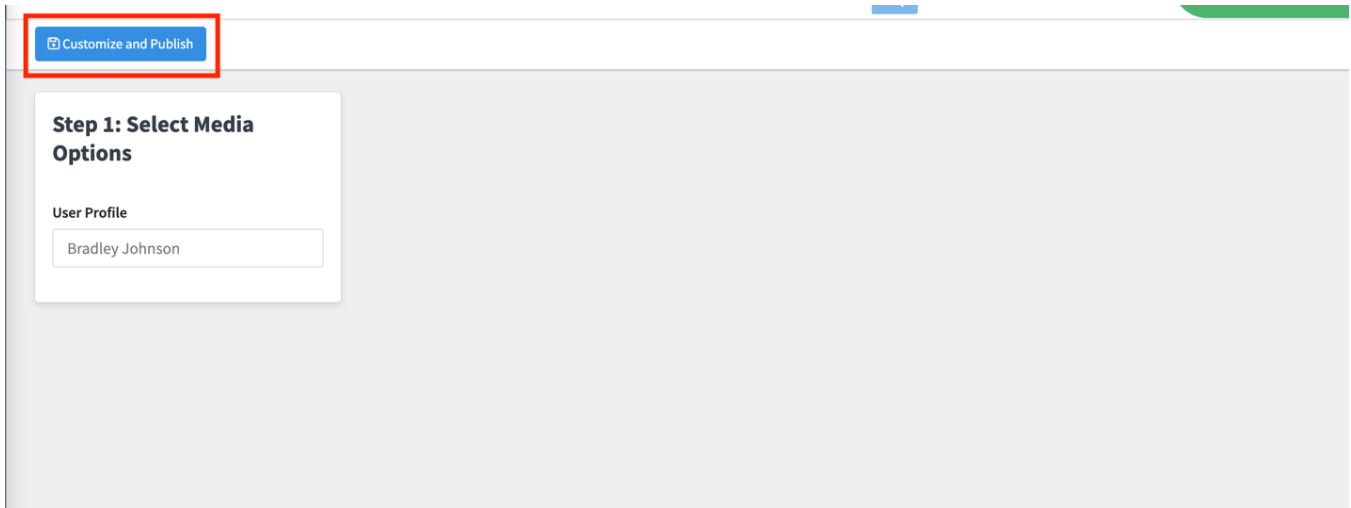 Customize and Publish
Step 1: Select Media
Options
User Profile
Bradley Johnson